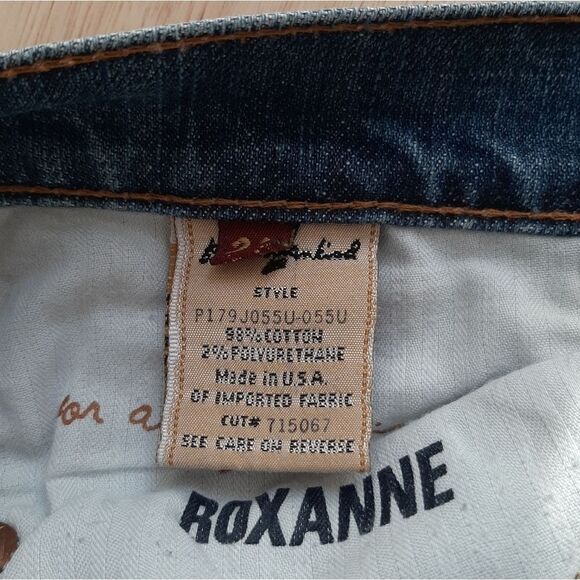 STYLE
P179J055U-055U
98% COTTON
2% POLYURETHANE
Made in U.S.A.
OF IMPORTED FABRIC
CUT# 715067
SEE CARE ON REVERSE
for a
ROXANNE